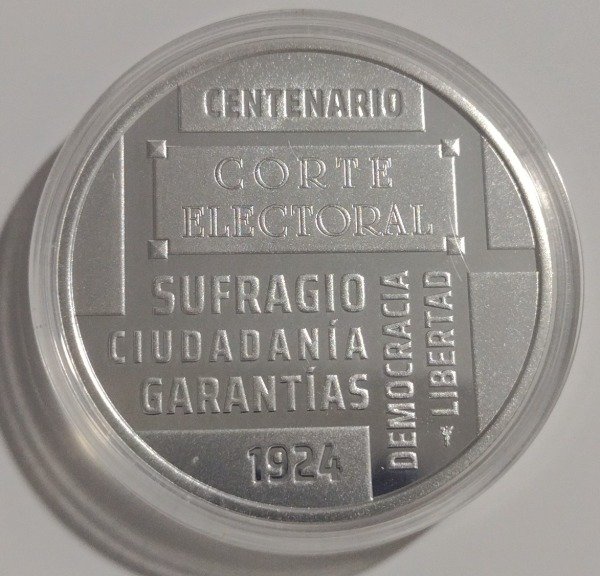 CENTENARIO
CORTE
ELECTORAL
SUFRAGIO
CIUDADANÍA
GARANTÍAS
DEMOCRACIA
LIBERTAD
1924